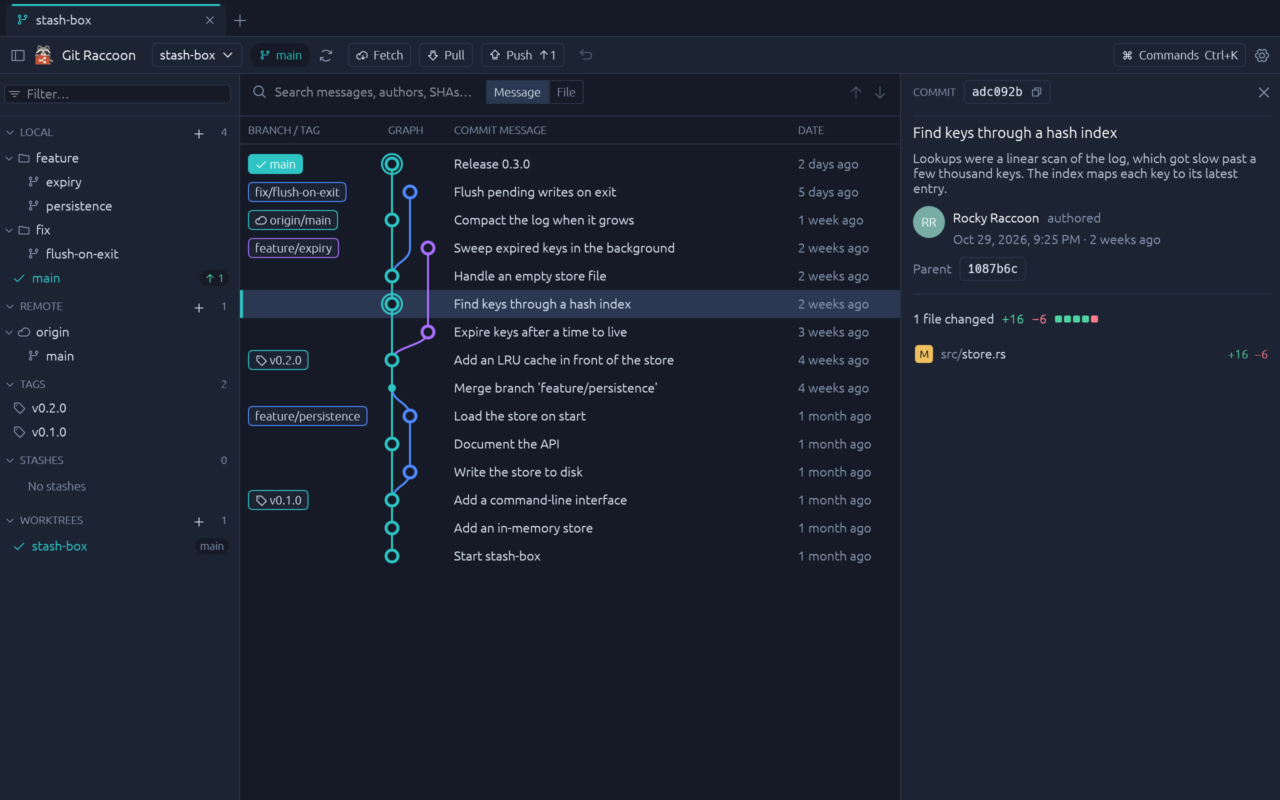 stash-box
Git Raccoon
stash-box
main
Fetch
Pull
Push ↑1
⌘ Commands Ctrl+K
Filter...
LOCAL 4
feature
expiry
persistence
fix
flush-on-exit
main ↑1
REMOTE 1
origin
main
TAGS 2
v0.2.0
v0.1.0
STASHES 0
No stashes
WORKTREES 1
stash-box main
Search messages, authors, SHAs...
Message File
BRANCH / TAG GRAPH COMMIT MESSAGE DATE
main Release 0.3.0 2 days ago
fix/flush-on-exit Flush pending writes on exit 5 days ago
origin/main Compact the log when it grows 1 week ago
feature/expiry Sweep expired keys in the background 2 weeks ago
Handle an empty store file 2 weeks ago
Find keys through a hash index 2 weeks ago
Expire keys after a time to live 3 weeks ago
v0.2.0 Add an LRU cache in front of the store 4 weeks ago
Merge branch 'feature/persistence' 4 weeks ago
feature/persistence Load the store on start 1 month ago
Document the API 1 month ago
Write the store to disk 1 month ago
v0.1.0 Add a command-line interface 1 month ago
Add an in-memory store 1 month ago
Start stash-box 1 month ago
COMMIT adc092b
Find keys through a hash index
Lookups were a linear scan of the log, which got slow past a
few thousand keys. The index maps each key to its latest
entry.
RR
Rocky Raccoon authored
Oct 29, 2026, 9:25 PM · 2 weeks ago
Parent 1087b6c
1 file changed +16 −6
M src/store.rs +16 −6